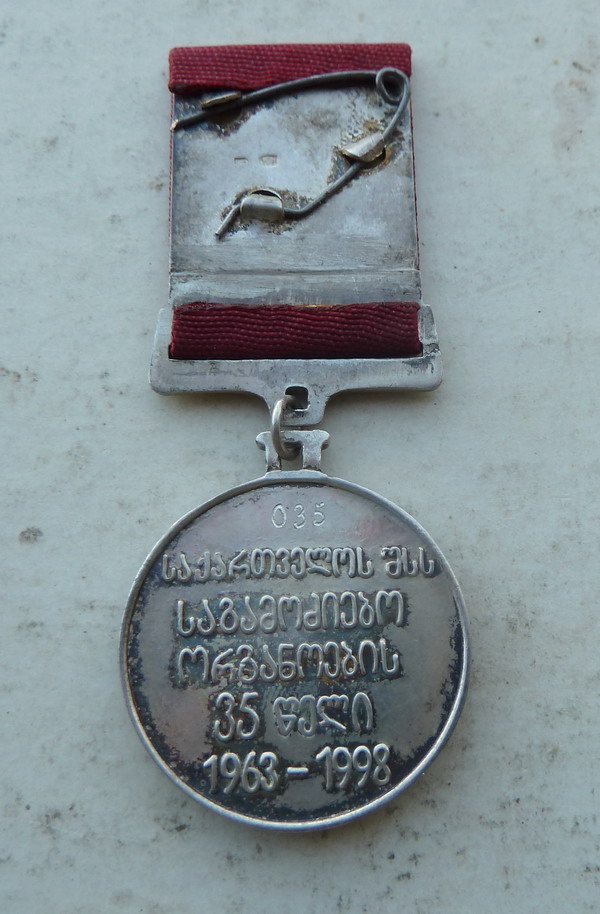 035
საქართველოს შსს
საგამოძიებო
ორგანოების
35 წელი
1963 – 1998